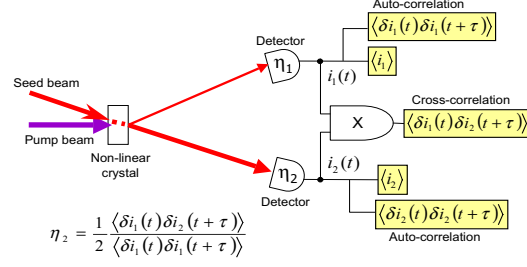 Auto-correlation
⟨δi₁(t)δi₁(t+τ)⟩
Detector
η₁
⟨i₁⟩
i₁(t)
Seed beam
Cross-correlation
X
⟨δi₁(t)δi₂(t+τ)⟩
Pump beam
Non-linear
crystal
i₂(t)
η₂
⟨i₂⟩
Detector
⟨δi₂(t)δi₂(t+τ)⟩
Auto-correlation
η₂ = 1/2 ⟨δi₁(t)δi₂(t+τ)⟩/⟨δi₁(t)δi₁(t+τ)⟩